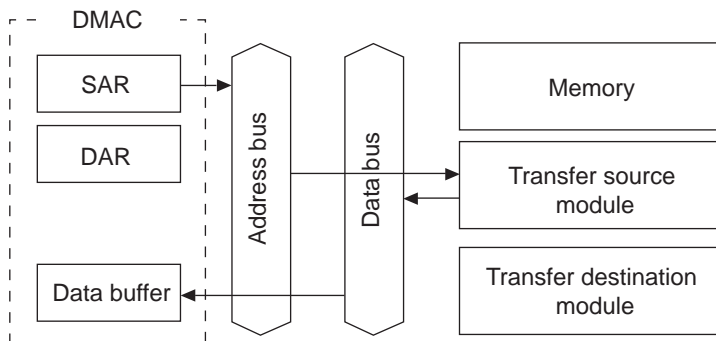 DMAC
SAR
DAR
Data buffer
Address bus
Data bus
Memory
Transfer source
module
Transfer destination
module